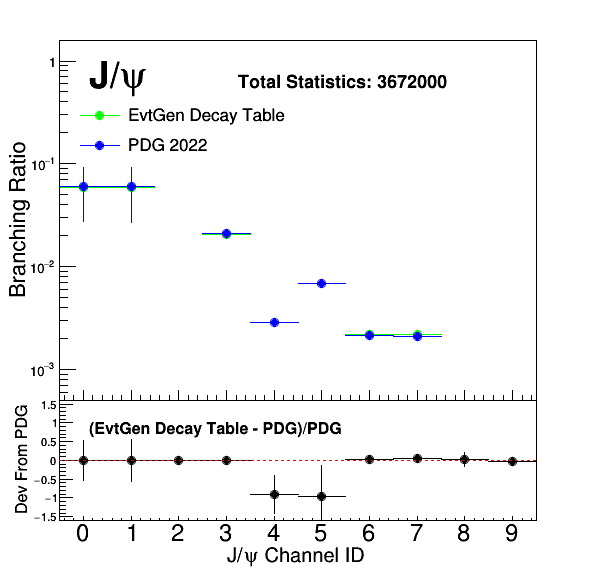 J/ψ
Total Statistics: 3672000
EvtGen Decay Table
PDG 2022
Branching Ratio
1
10⁻¹
10⁻²
10⁻³
(EvtGen Decay Table - PDG)/PDG
Dev From PDG
1.5
1
0.5
0
−0.5
−1
−1.5
0 1 2 3 4 5 6 7 8 9
J/ψ Channel ID